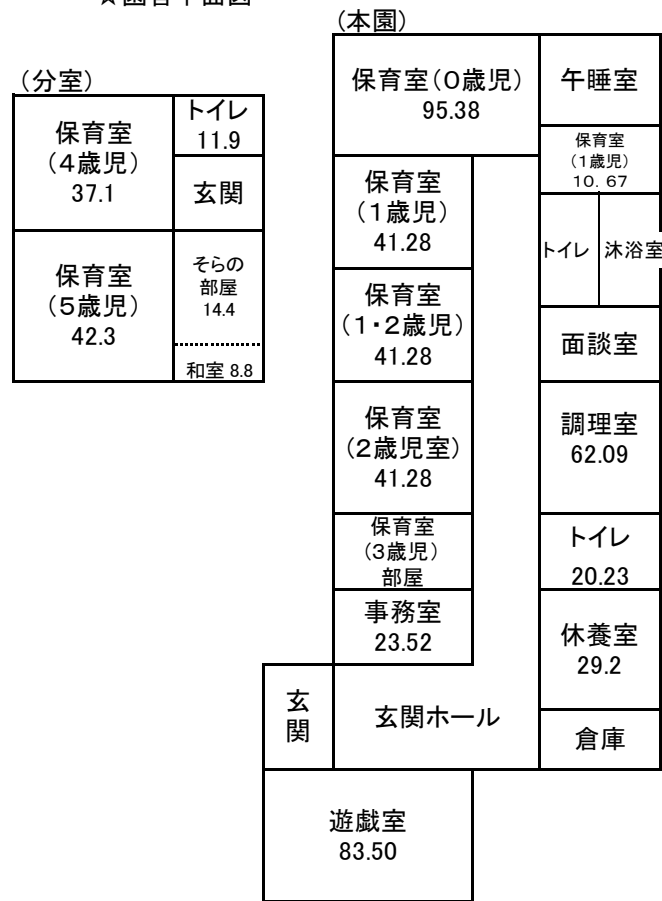 (分室)
保育室
(4歳児)
37.1
トイレ
11.9
玄関
保育室
(5歳児)
42.3
そらの
部屋
14.4
和室 8.8
(本園)
保育室(0歳児)
95.38
午睡室
保育室
(1歳児)
10．67
保育室
(1歳児)
41.28
トイレ
沐浴室
保育室
(1・2歳児)
41.28
面談室
保育室
(2歳児室)
41.28
調理室
62.09
保育室
(3歳児)
部屋
トイレ
20.23
事務室
23.52
休養室
29.2
玄
関
玄関ホール
倉庫
遊戯室
83.50